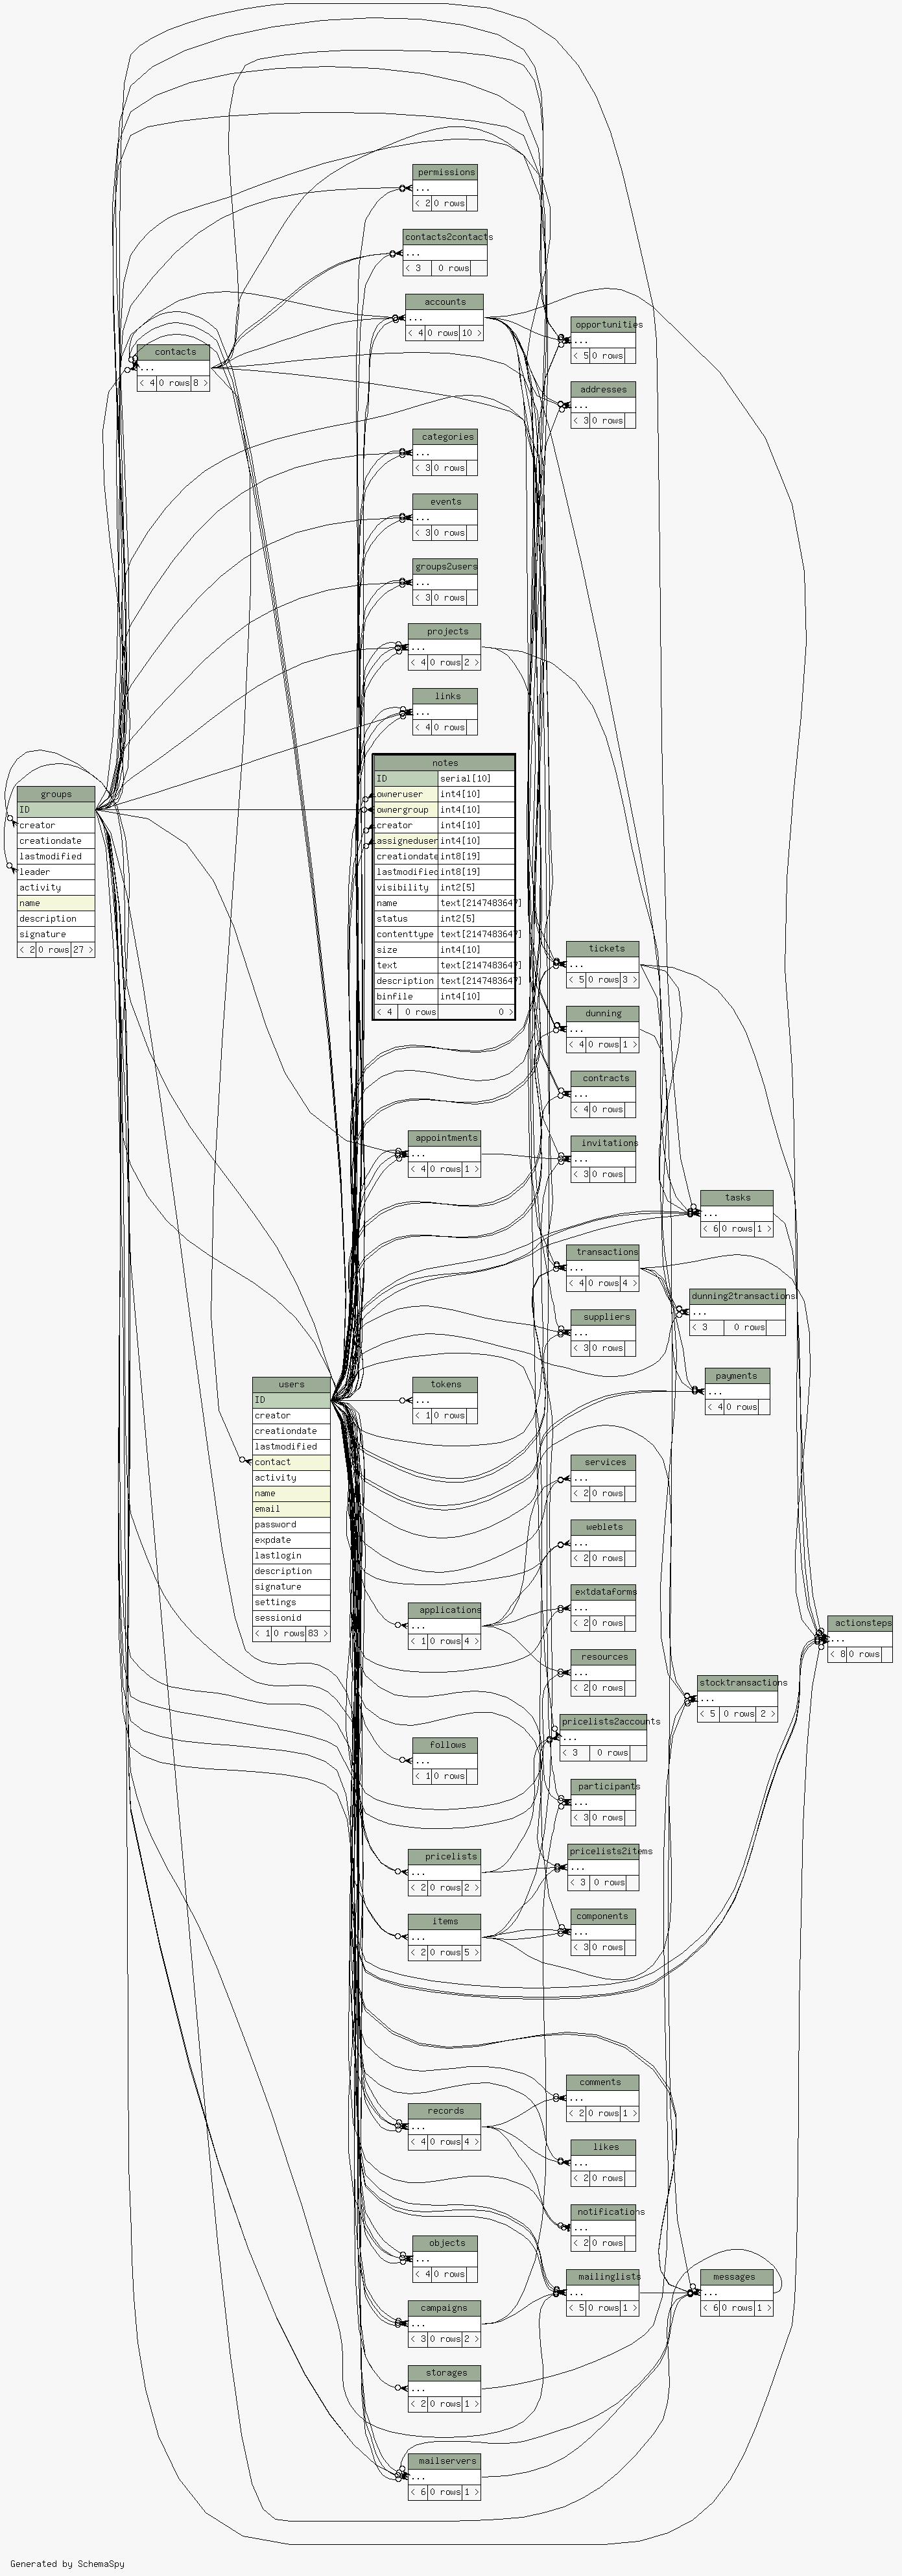 permissions
...
< 2 0 rows
contacts2contacts
...
< 3 0 rows
accounts
...
< 4 0 rows 10 >
opportunities
...
< 5 0 rows
contacts
...
< 4 0 rows 8 >
addresses
...
< 3 0 rows
categories
...
< 3 0 rows
events
...
< 3 0 rows
groups2users
...
< 3 0 rows
projects
...
< 4 0 rows 2 >
links
...
< 4 0 rows
notes
ID serial[10]
owneruser int4[10]
ownergroup int4[10]
creator int4[10]
assigneduser int4[10]
creationdate int8[19]
lastmodified int8[19]
visibility int2[5]
name text[2147483647]
status int2[5]
contenttype text[2147483647]
size int4[10]
text text[2147483647]
description text[2147483647]
binfile int4[10]
< 4 0 rows 0 >
groups
ID
creator
creationdate
lastmodified
leader
activity
name
description
signature
< 2 0 rows 27 >
tickets
...
< 5 0 rows 3 >
dunning
...
< 4 0 rows 1 >
contracts
...
< 4 0 rows
appointments
...
< 4 0 rows 1 >
invitations
...
< 3 0 rows
tasks
...
< 6 0 rows 1 >
transactions
...
< 4 0 rows 4 >
dunning2transactions
...
< 3 0 rows
suppliers
...
< 3 0 rows
payments
...
< 4 0 rows
users
ID
creator
creationdate
lastmodified
contact
activity
name
email
password
expdate
lastlogin
description
signature
settings
sessionid
< 1 0 rows 83 >
tokens
...
< 1 0 rows
services
...
< 2 0 rows
weblets
...
< 2 0 rows
applications
...
< 1 0 rows 4 >
extdataforms
...
< 2 0 rows
actionsteps
...
< 8 0 rows
resources
...
< 2 0 rows
stocktransactions
...
< 5 0 rows 2 >
pricelists2accounts
...
< 3 0 rows
follows
...
< 1 0 rows
participants
...
< 3 0 rows
pricelists
...
< 2 0 rows 2 >
pricelists2items
...
< 3 0 rows
items
...
< 2 0 rows 5 >
components
...
< 3 0 rows
comments
...
< 2 0 rows 1 >
records
...
< 4 0 rows 4 >
likes
...
< 2 0 rows
notifications
...
< 2 0 rows
objects
...
< 4 0 rows
mailinglists
...
< 5 0 rows 1 >
messages
...
< 6 0 rows 1 >
campaigns
...
< 3 0 rows 2 >
storages
...
< 2 0 rows 1 >
mailservers
...
< 6 0 rows 1 >
Generated by SchemaSpy